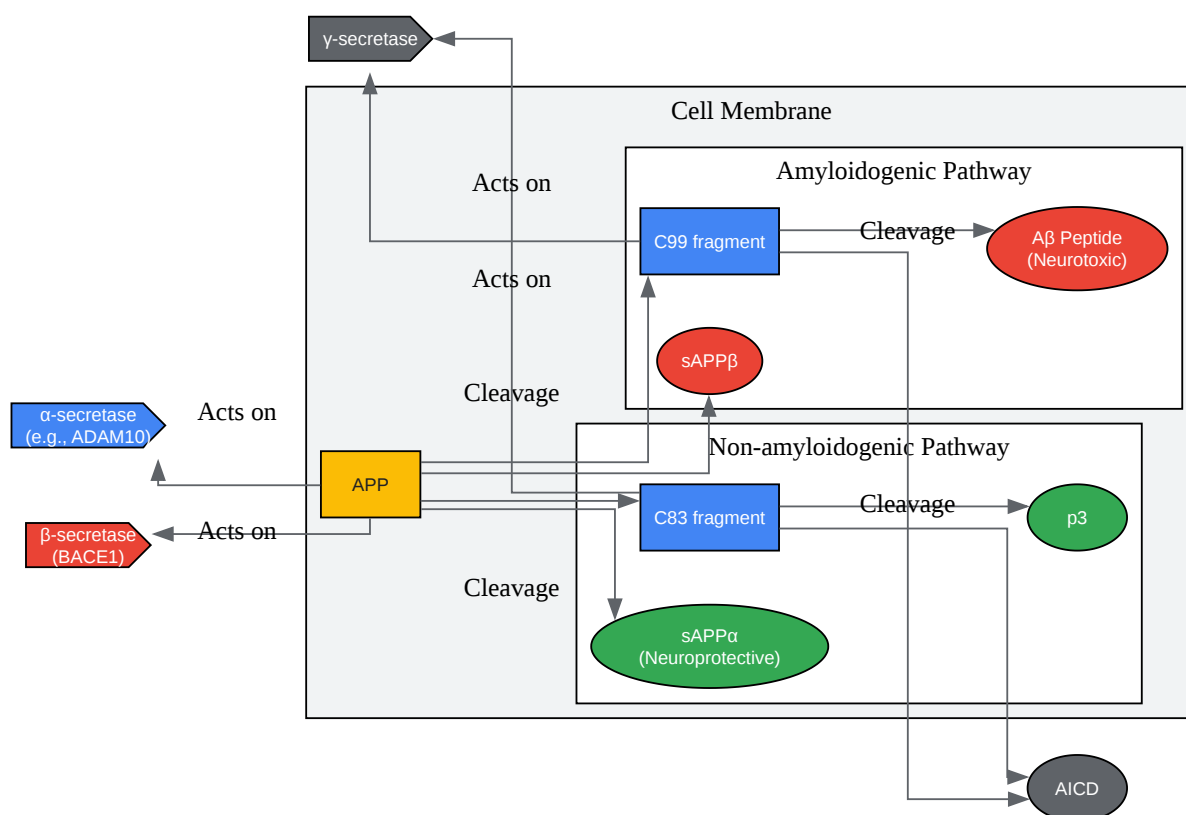 γ-secretase
Cell Membrane
Amyloidogenic Pathway
Acts on
C99 fragment
Cleavage
Aβ Peptide
(Neurotoxic)
Acts on
sAPPβ
Cleavage
α-secretase
(e.g., ADAM10)
Acts on
Non-amyloidogenic Pathway
APP
C83 fragment
Cleavage
p3
β-secretase
(BACE1)
Acts on
Cleavage
sAPPα
(Neuroprotective)
AICD